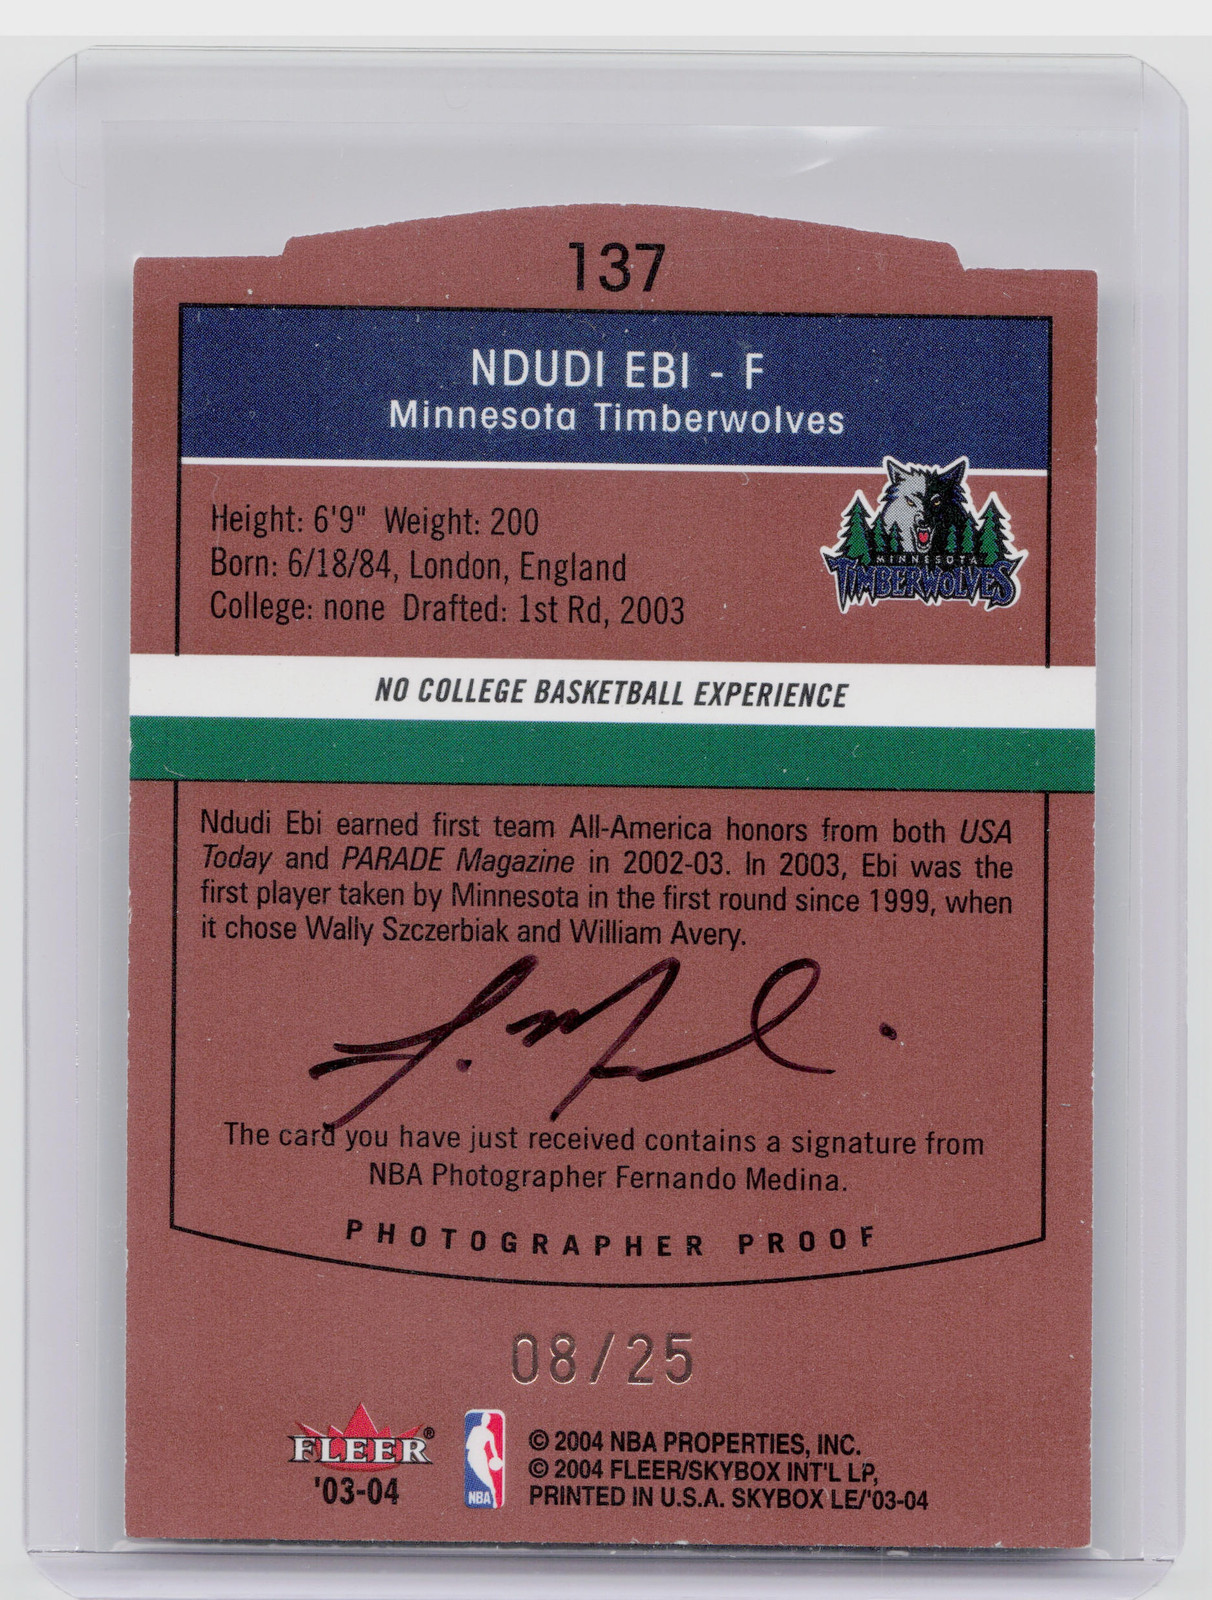 137
NDUDI EBI - F
Minnesota Timberwolves
MINNESOTA
TIMBERWOLVES
Height: 6'9" Weight: 200
Born: 6/18/84, London, England
College: none Drafted: 1st Rd, 2003
NO COLLEGE BASKETBALL EXPERIENCE
Ndudi Ebi earned first team All-America honors from both USA
Today and PARADE Magazine in 2002-03. In 2003, Ebi was the
first player taken by Minnesota in the first round since 1999, when
it chose Wally Szczerbiak and William Avery.
The card you have just received contains a signature from
NBA Photographer Fernando Medina.
PHOTOGRAPHER PROOF
08/25
FLEER®
'03-04
NBA
© 2004 NBA PROPERTIES, INC.
© 2004 FLEER/SKYBOX INT'L LP,
PRINTED IN U.S.A. SKYBOX LE/'03-04